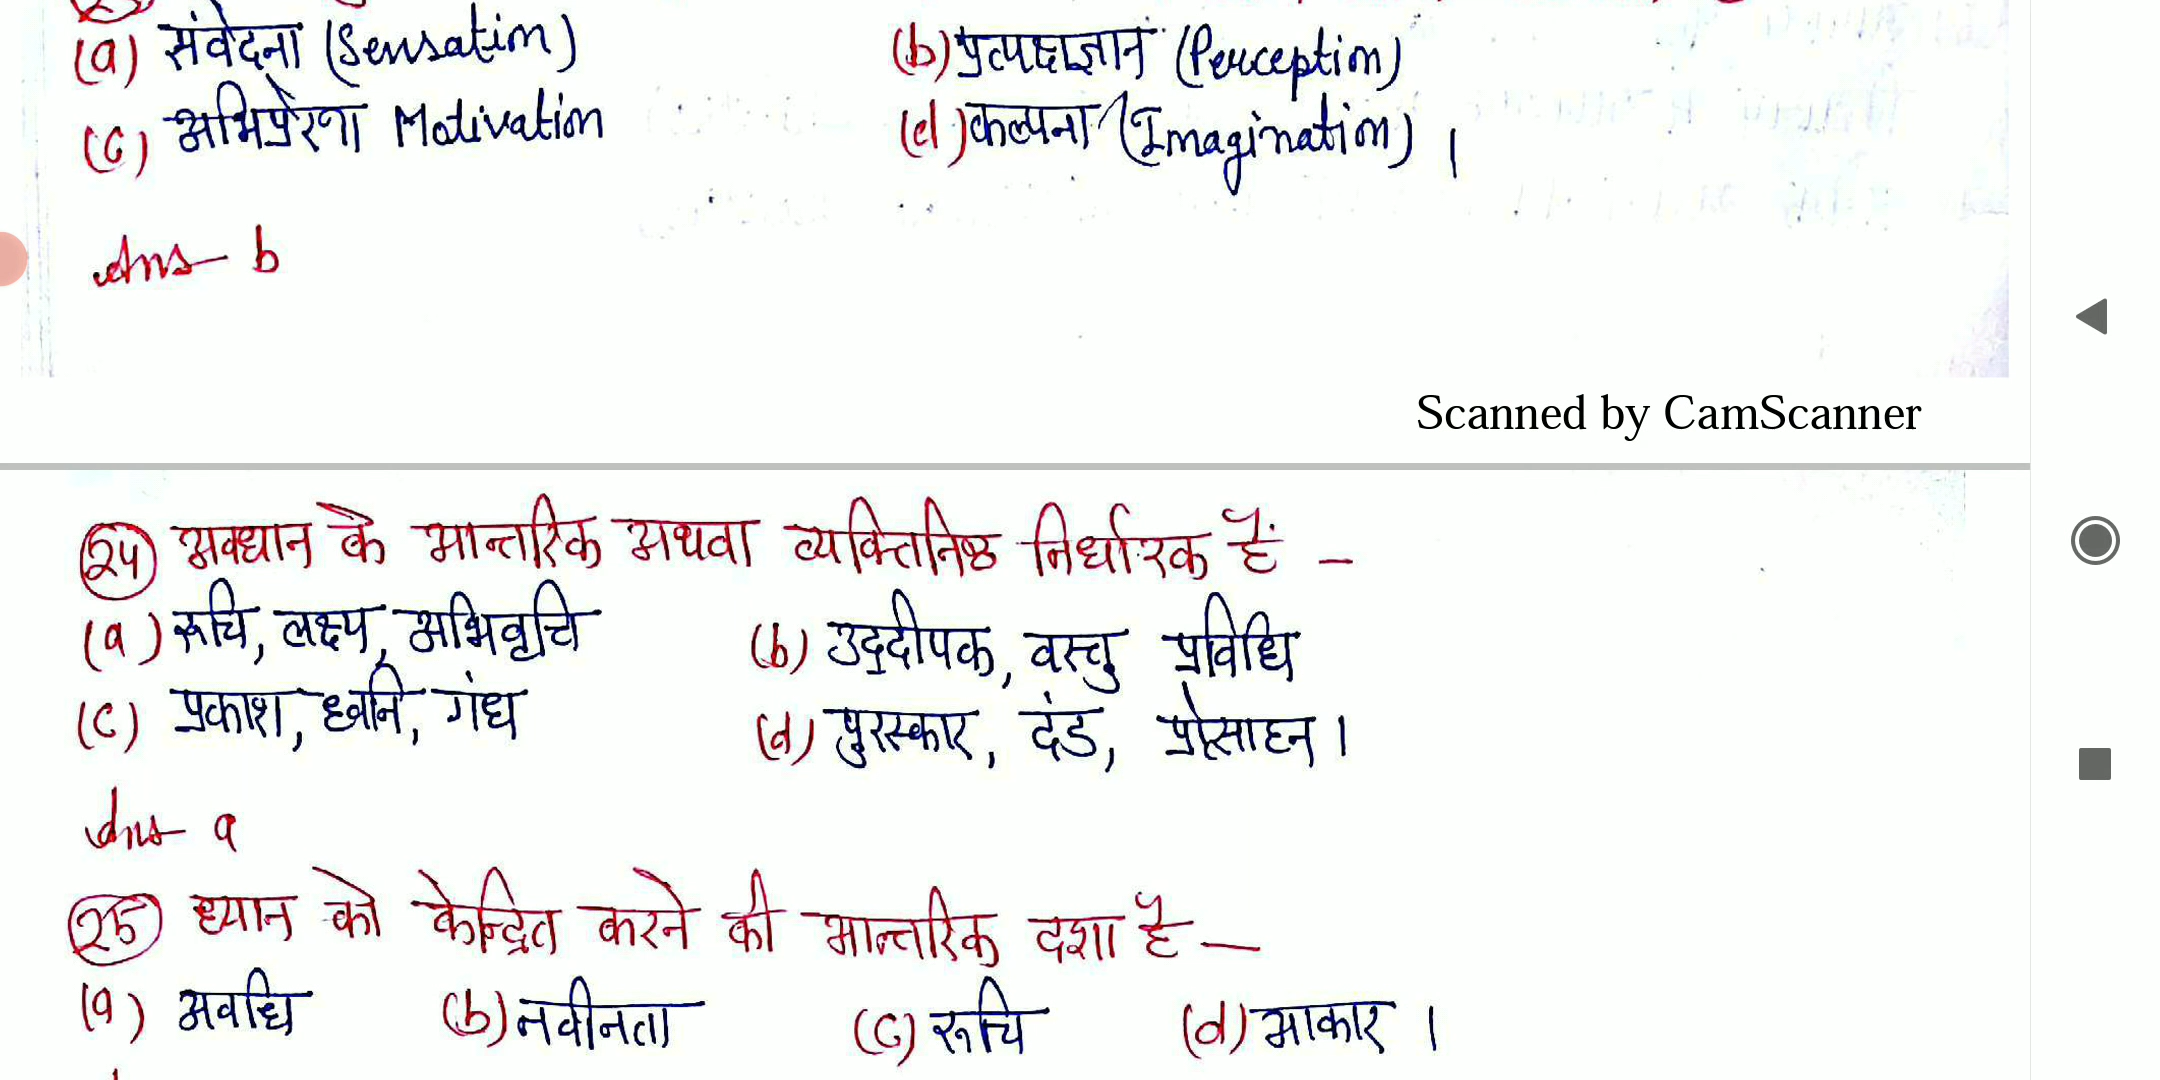 (a) संवेदना (Sensation) (b) प्रत्यक्षज्ञान (Perception)
(c) अभिप्रेरणा Motivation (d) कल्पना (Imagination) ।
Ans- b
Scanned by CamScanner
24 अवधान के आन्तरिक अथवा व्यक्तिनिष्ठ निर्धारक हैं -
(a) रूचि, लक्ष्य, अभिवृत्ति (b) उद्दीपक, वस्तु प्रविधि
(c) प्रकाश, ध्वनि, गंध (d) पुरस्कार, दंड, प्रोत्साहन ।
Ans- a
25 ध्यान को केन्द्रित करने की आन्तरिक दशा है -
(a) अवधि (b) नवीनता (c) रूचि (d) आकार ।